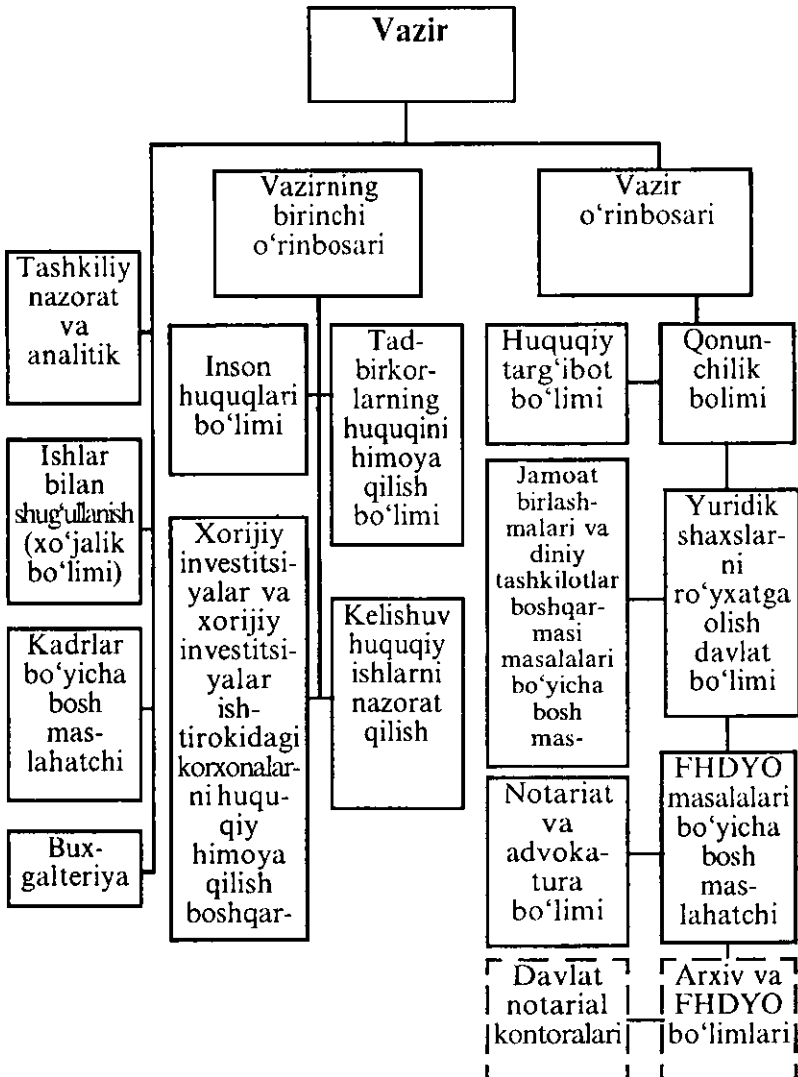 Vazir
Vazirning
birinchi
o‘rinbosari
Vazir
o‘rinbosari
Tashkiliy
nazorat
va
analitik
Ishlar
bilan
shug‘ullanish
(xo‘jalik
bo‘limi)
Kadrlar
bo‘yicha
bosh
mas-
lahatchi
Bux-
galteriya
Inson
huquqlari
bo‘limi
Tad-
birkor-
larning
huquqini
himoya
qilish
bo‘limi
Xorijiy
investitsi-
yalar va
xorijiy
investitsi-
yalar
ish-
tirokidagi
korxonalar-
ni huqu-
qiy
himoya
qilish
boshqar-
Kelishuv
huquqiy
ishlarni
nazorat
qilish
Huquqiy
targ‘ibot
bo‘limi
Qonun-
chilik
bolimi
Jamoat
birlash-
malari va
diniy
tashkilotlar
boshqar-
masi
masalalari
bo‘yicha
bosh
mas-
Yuridik
shaxslar-
ni
ro‘yxatga
olish
davlat
bo‘limi
Notariat
va
advoka-
tura
bo‘limi
FHDYO
masalalari
bo‘yicha
bosh
mas-
lahatchi
Davlat
notarial
kontoralari
Arxiv va
FHDYO
bo‘limlari